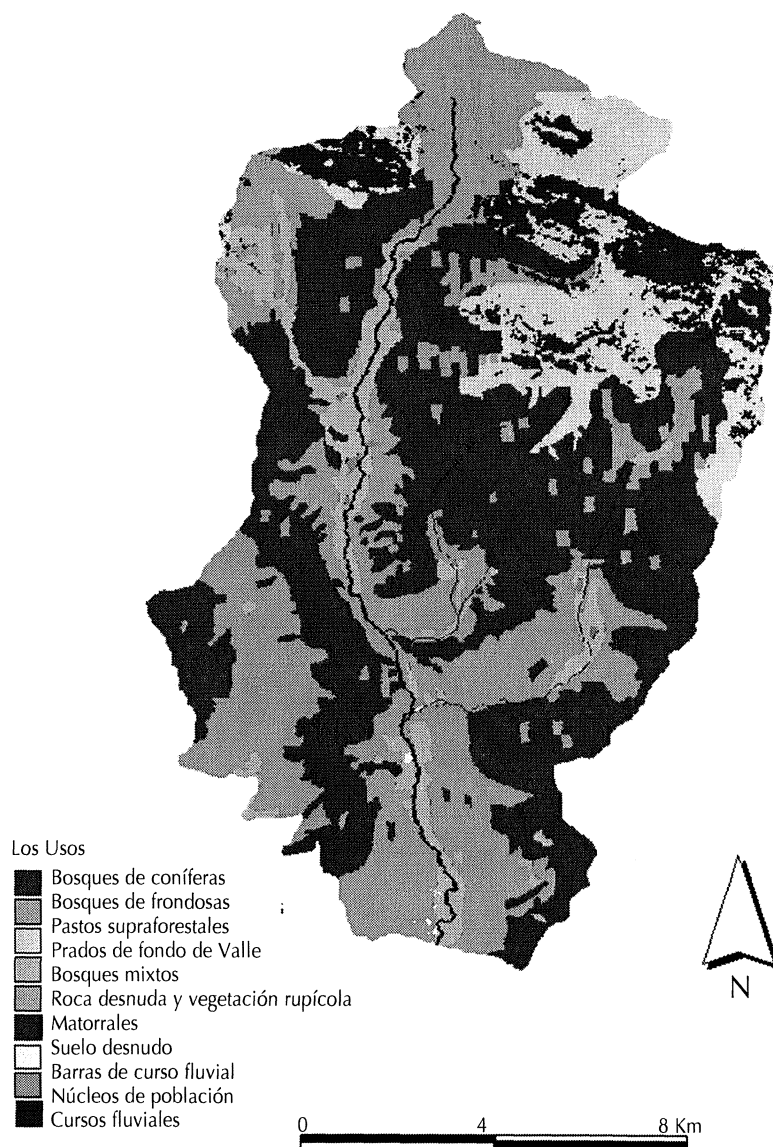 Los Usos
Bosques de coníferas
Bosques de frondosas
Pastos supraforestales
Prados de fondo de Valle
Bosques mixtos
Roca desnuda y vegetación rupícola
Matorrales
Suelo desnudo
Barras de curso fluvial
Núcleos de población
Cursos fluviales
N
0 4 8 Km